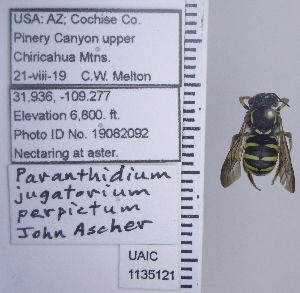 USA: AZ; Cochise Co.
Pinery Canyon upper
Chiricahua Mtns.
21-viii-19 C.W. Melton
31.936, -109.277
Elevation 6,600. ft.
Photo ID No. 19082092
Nectaring at aster.
Paranthidium
jugatorium
perpictum
John Ascher
UAIC
1135121